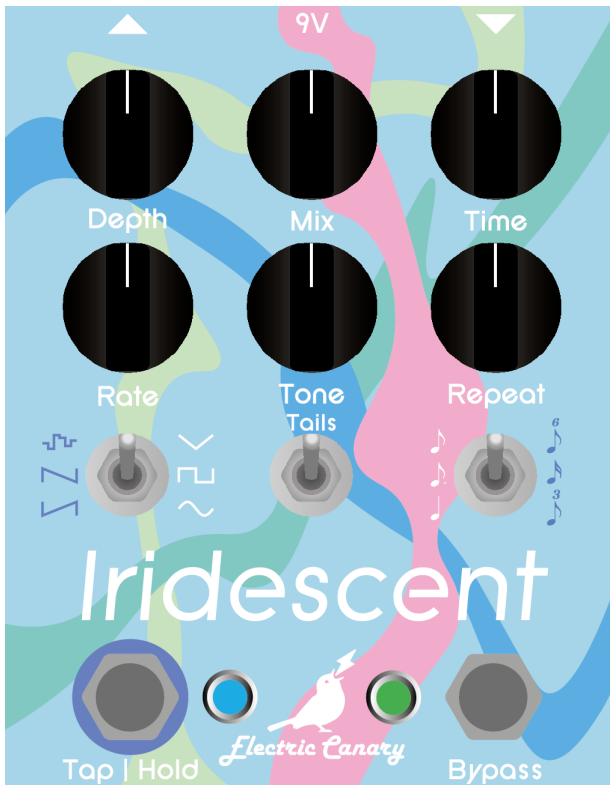 9V
Depth Mix Time
Rate Tone Repeat
Tails
6
3
Iridescent
Electric Canary
Tap | Hold Bypass